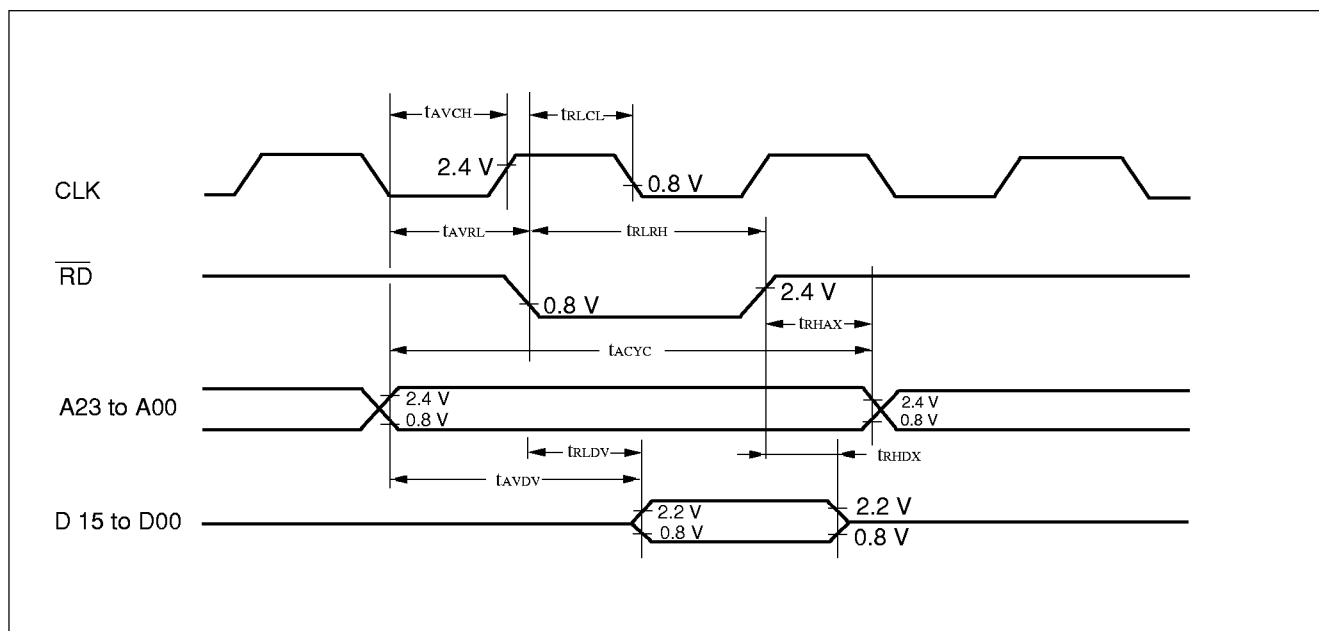 tAVCH
tRLCL
2.4 V
CLK
0.8 V
tAVRL
tRLRH
RD
0.8 V
2.4 V
tRHAX
tACYC
A23 to A00
2.4 V
0.8 V
2.4 V
0.8 V
tRLDV
tRHDX
tAVDV
D 15 to D00
2.2 V
0.8 V
2.2 V
0.8 V